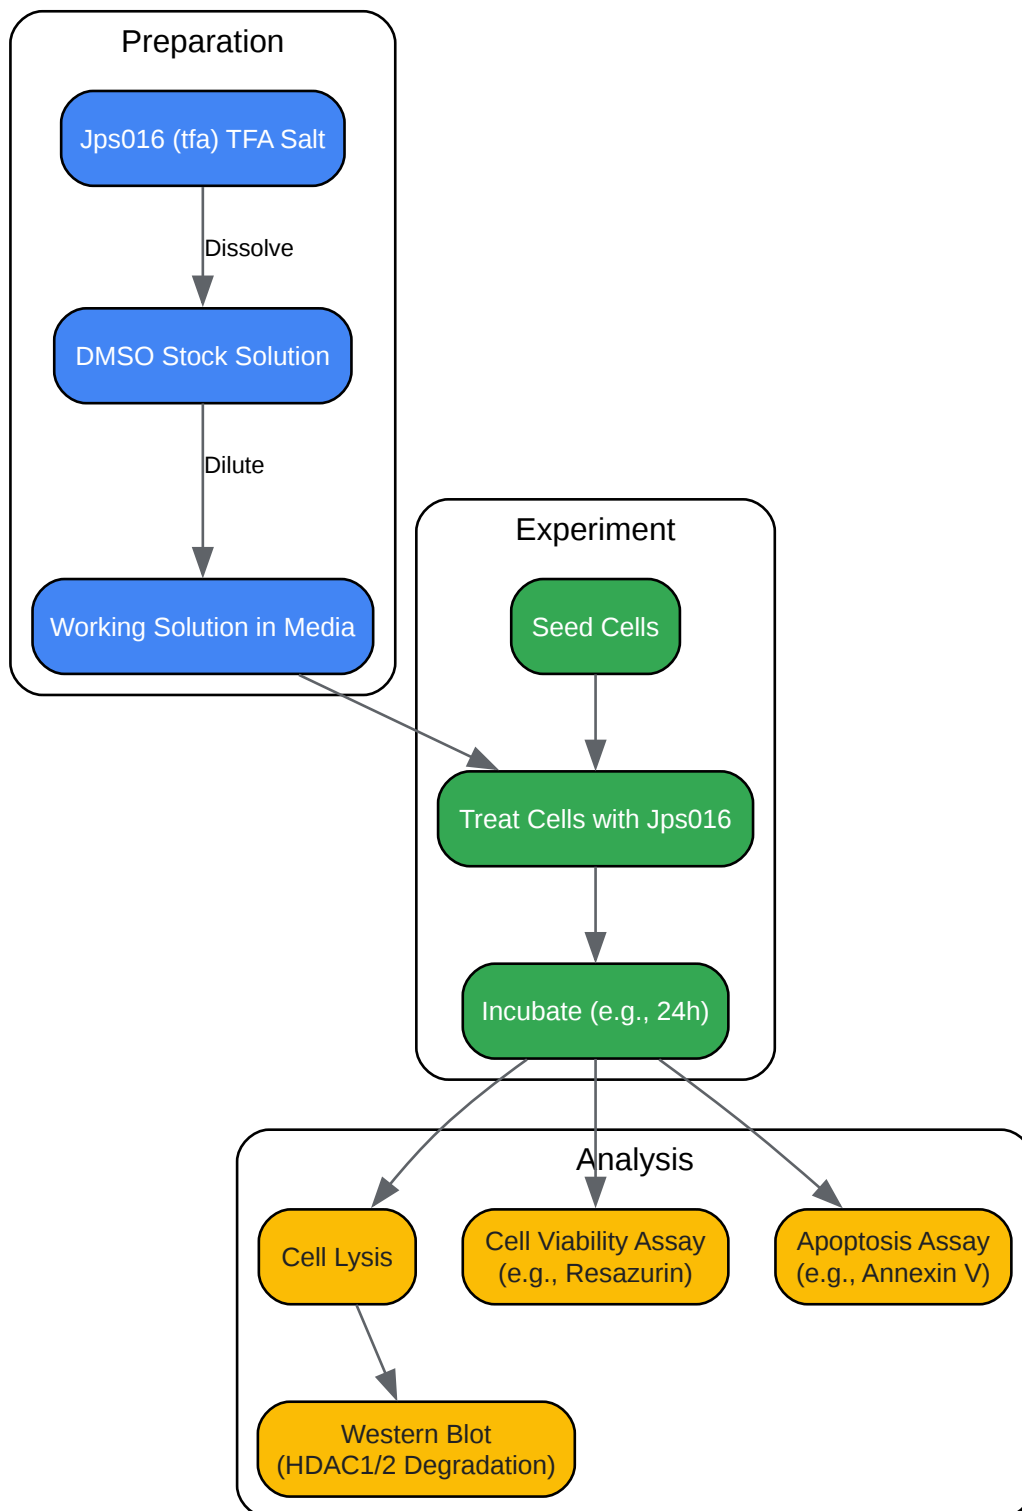 Preparation
Jps016 (tfa) TFA Salt
Dissolve
DMSO Stock Solution
Dilute
Working Solution in Media
Experiment
Seed Cells
Treat Cells with Jps016
Incubate (e.g., 24h)
Analysis
Cell Lysis
Cell Viability Assay
(e.g., Resazurin)
Apoptosis Assay
(e.g., Annexin V)
Western Blot
(HDAC1/2 Degradation)